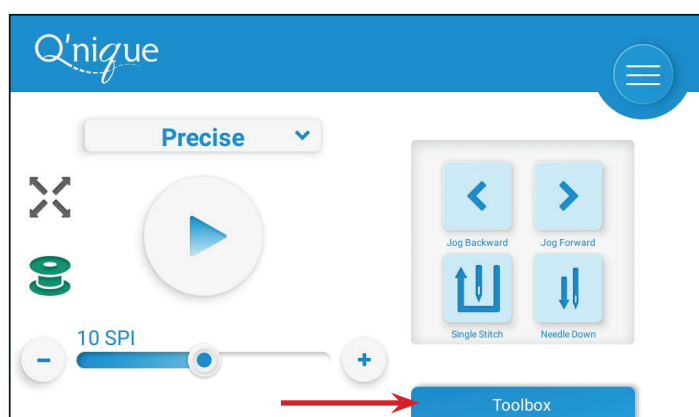 Q'nique
Precise
Jog Backward
Jog Forward
Single Stitch
Needle Down
10 SPI
Toolbox